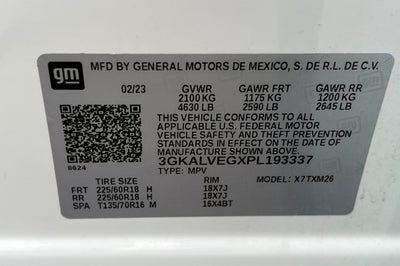 gm
MFD BY GENERAL MOTORS DE MEXICO, S. DE R.L. DE C.V.
02/23 GVWR GAWR FRT GAWR RR
2100 KG 1175 KG 1200 KG
4630 LB 2590 LB 2645 LB
THIS VEHICLE CONFORMS TO ALL
APPLICABLE U.S. FEDERAL MOTOR
VEHICLE SAFETY AND THEFT PREVENTION
STANDARDS IN EFFECT ON THE DATE
OF MANUFACTURE SHOWN ABOVE.
3GKALVEGXPL193337
8624
TYPE: MPV MODEL: X7TXM26
TIRE SIZE RIM
FRT 225/60R18 H 18X7J
RR 225/60R18 H 18X7J
SPA T135/70R16 M 16X4BT